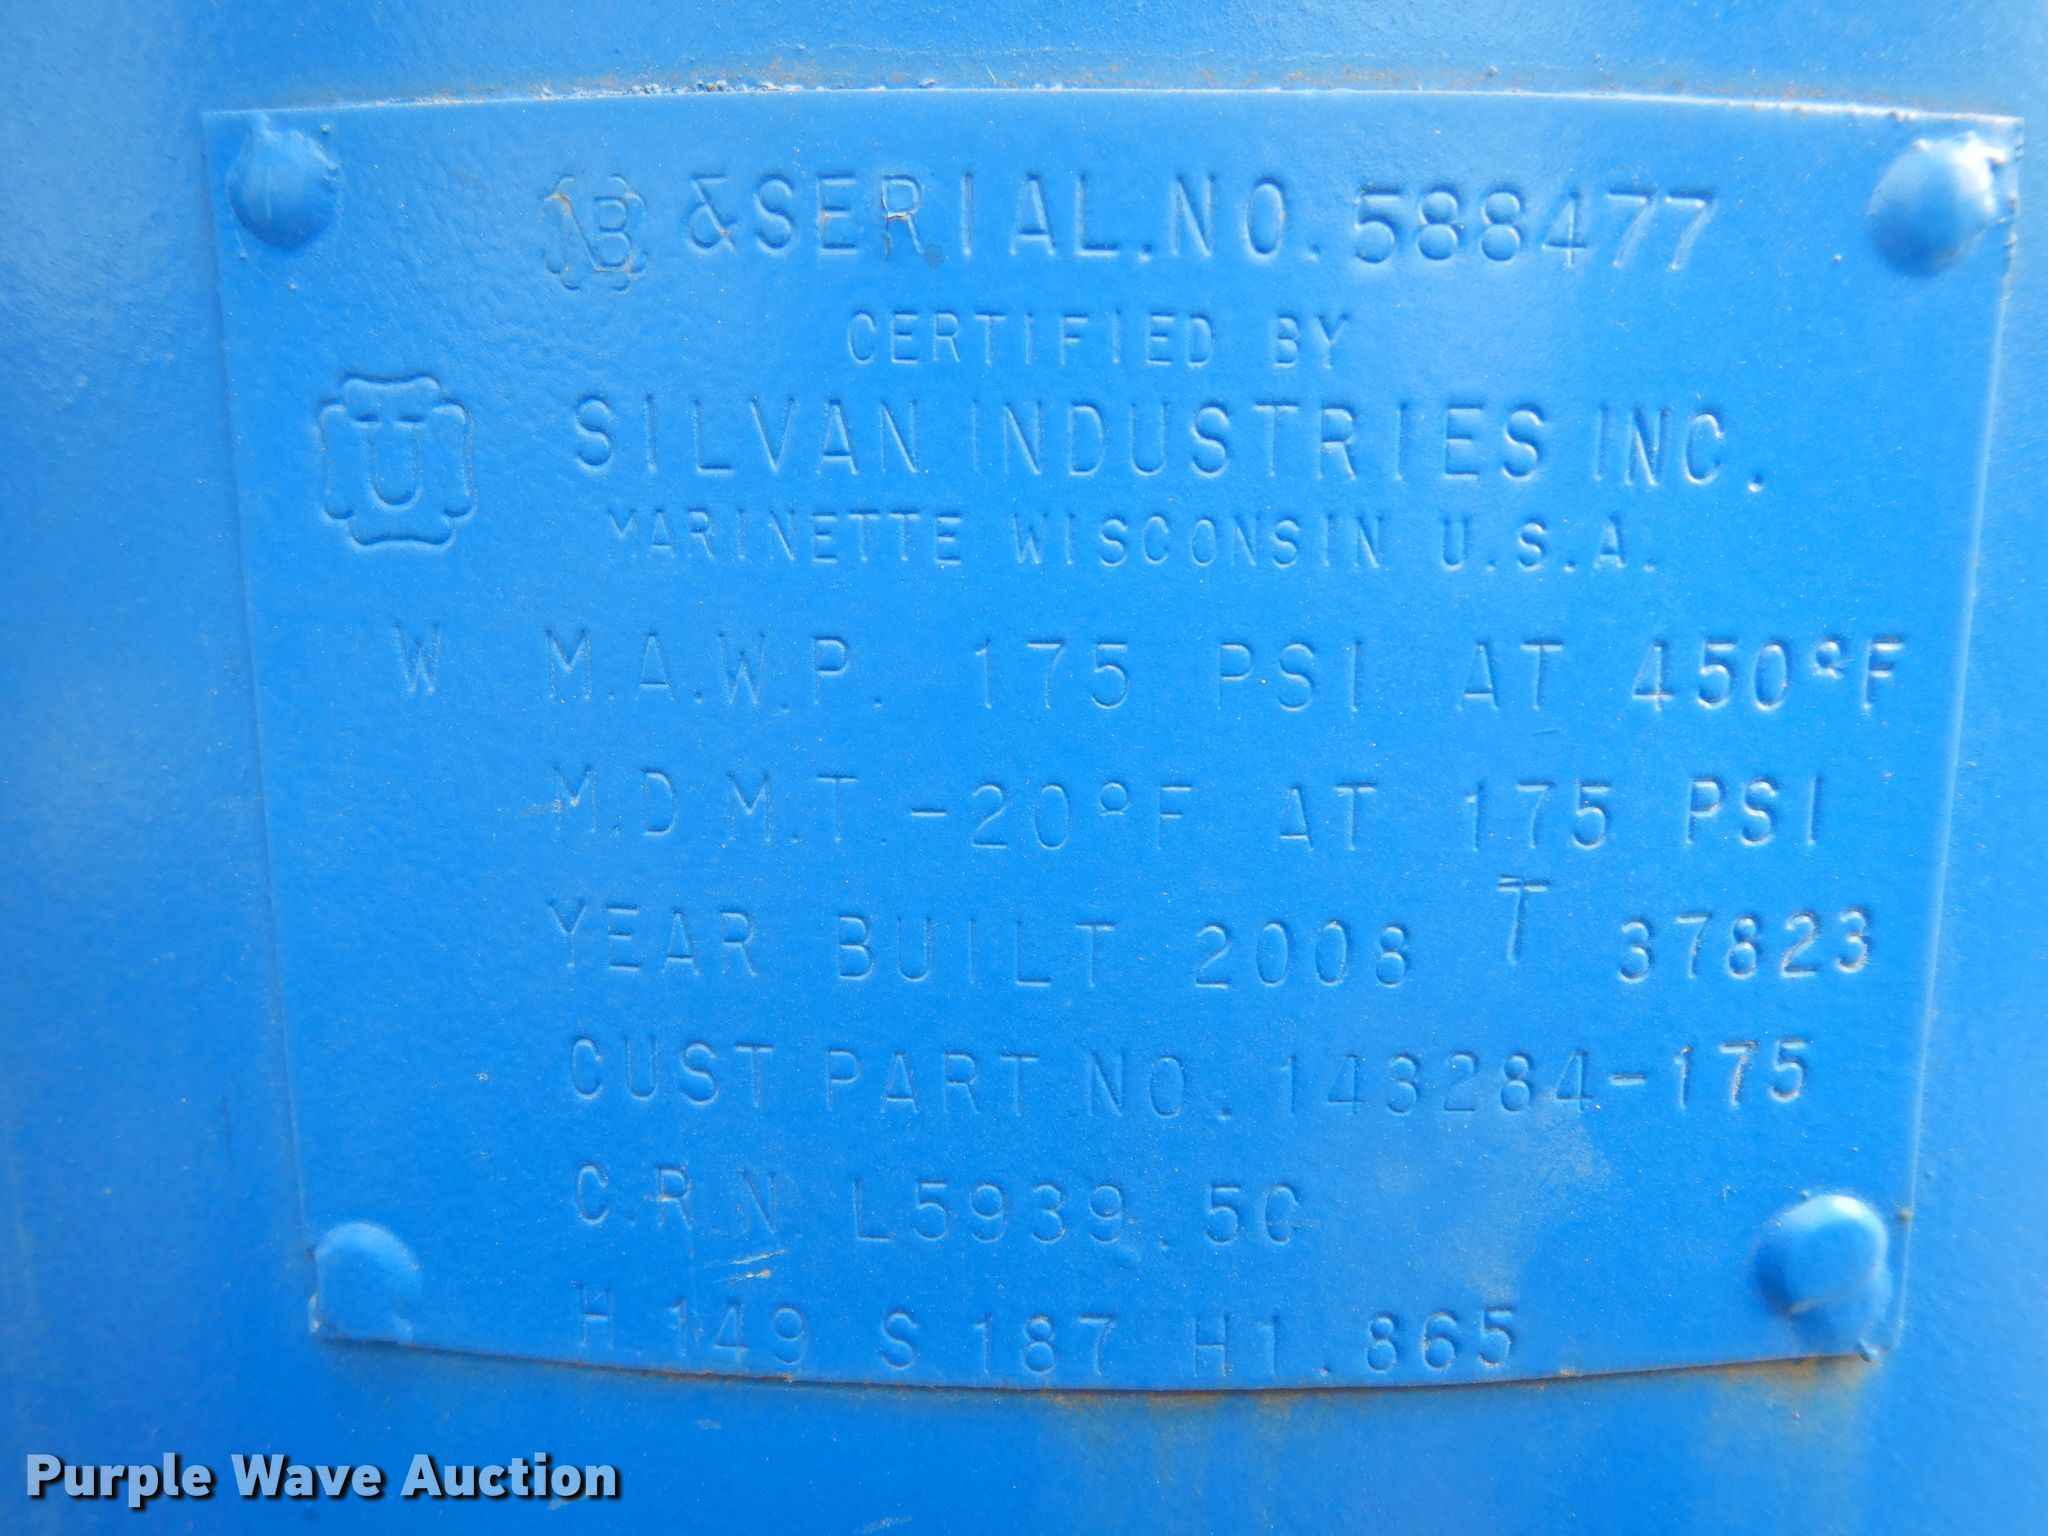 NB & SERIAL.NO. 588477
CERTIFIED BY
U
SILVAN INDUSTRIES INC.
MARINETTE WISCONSIN U.S.A.
W M.A.W.P. 175 PSI AT 450°F
M.D.M.T. -20°F AT 175 PSI
YEAR BUILT 2008 T 37823
CUST PART NO. 143284-175
C.R.N. L5939.5C
H.149 S.187 H1.865
Purple Wave Auction